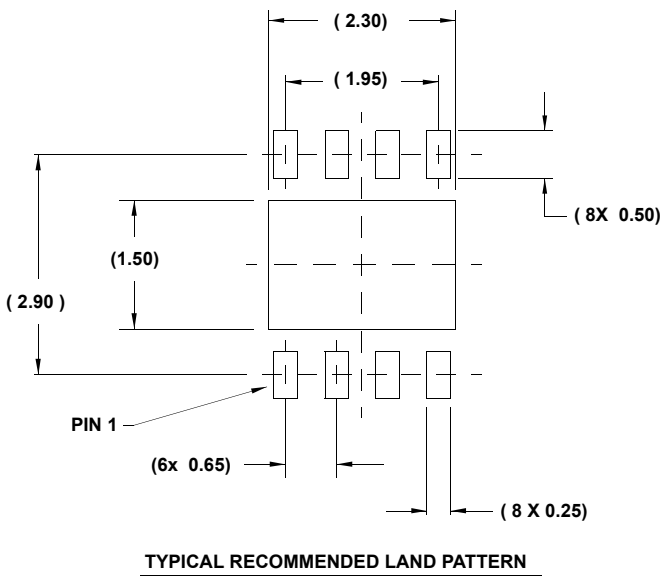 ( 2.30)
( 1.95)
( 8X  0.50)
(1.50)
( 2.90 )
PIN 1
(6x  0.65)
( 8 X 0.25)
TYPICAL RECOMMENDED LAND PATTERN